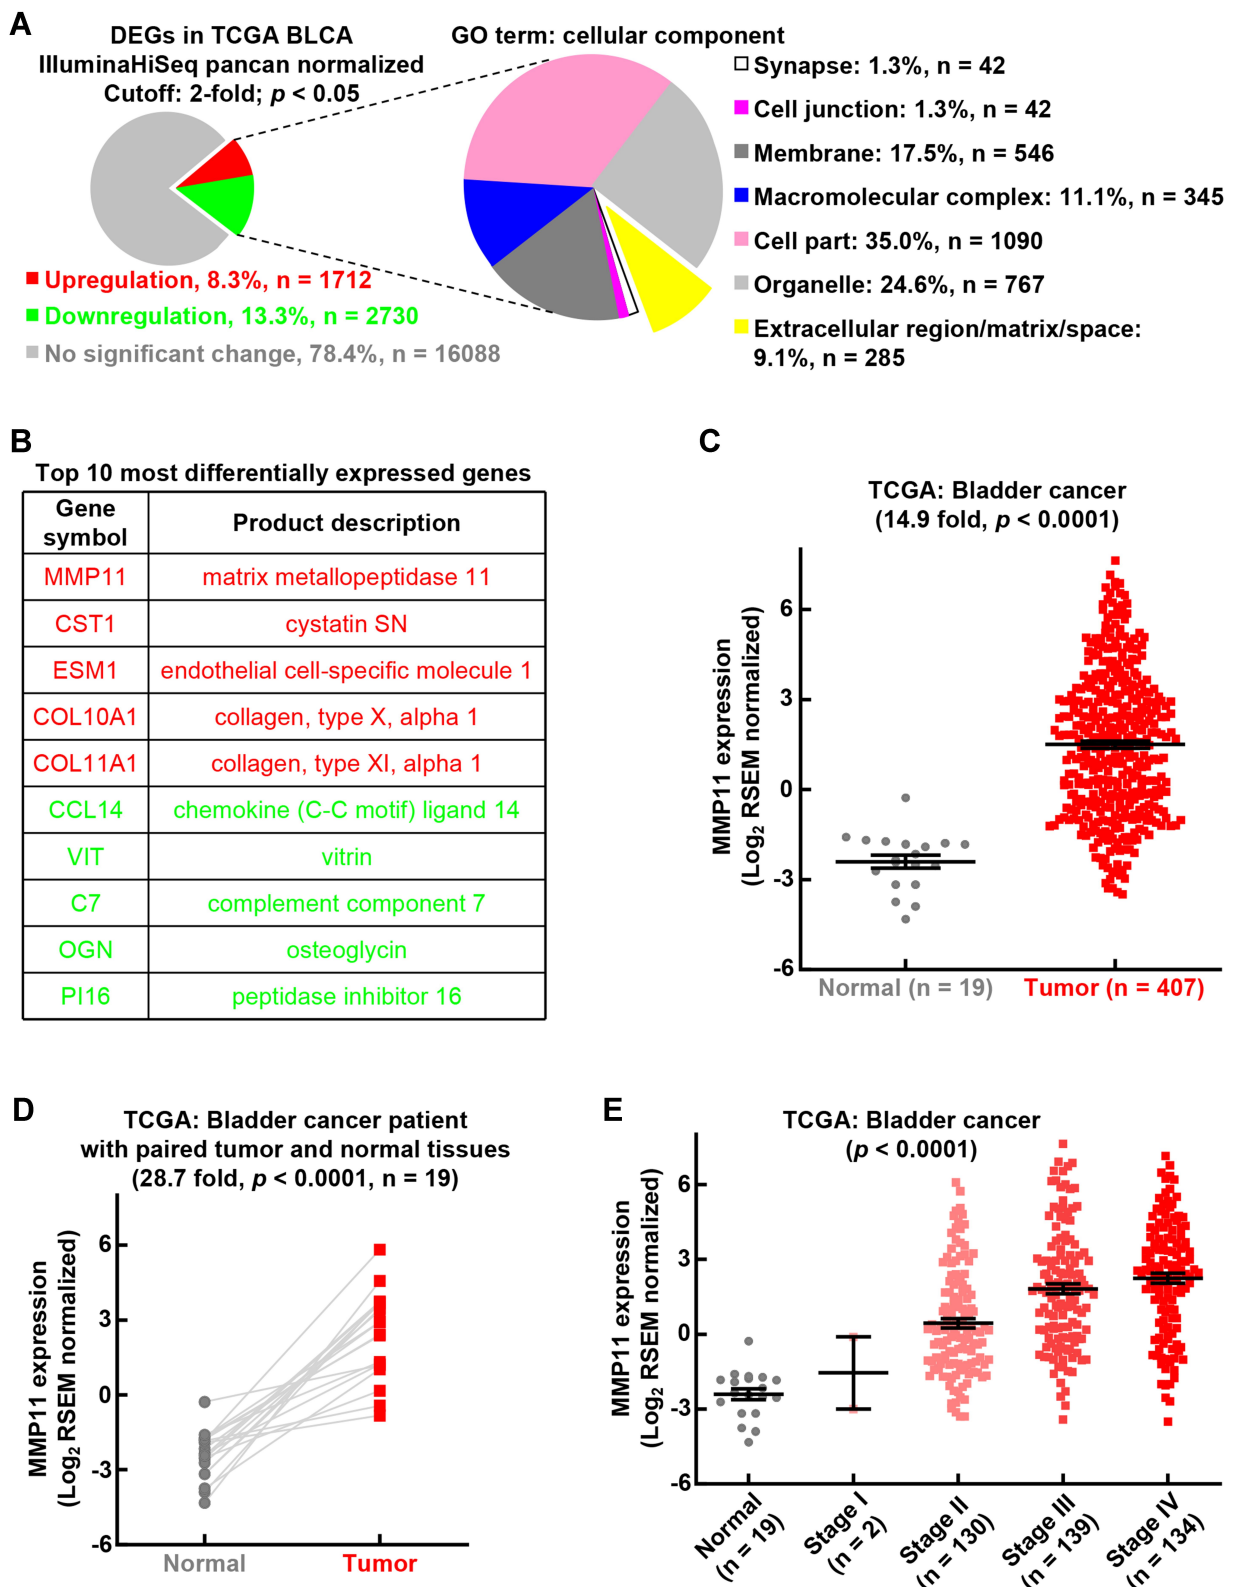 A
DEGs in TCGA BLCA
IlluminaHiSeq pancan normalized
Cutoff: 2-fold; p < 0.05
Upregulation, 8.3%, n = 1712
Downregulation, 13.3%, n = 2730
No significant change, 78.4%, n = 16088
GO term: cellular component
Synapse: 1.3%, n = 42
Cell junction: 1.3%, n = 42
Membrane: 17.5%, n = 546
Macromolecular complex: 11.1%, n = 345
Cell part: 35.0%, n = 1090
Organelle: 24.6%, n = 767
Extracellular region/matrix/space:
9.1%, n = 285
B
Top 10 most differentially expressed genes
Gene symbol Product description
MMP11 matrix metallopeptidase 11
CST1 cystatin SN
ESM1 endothelial cell-specific molecule 1
COL10A1 collagen, type X, alpha 1
COL11A1 collagen, type XI, alpha 1
CCL14 chemokine (C-C motif) ligand 14
VIT vitrin
C7 complement component 7
OGN osteoglycin
PI16 peptidase inhibitor 16
C
TCGA: Bladder cancer
(14.9 fold, p < 0.0001)
MMP11 expression
(Log2 RSEM normalized)
6
3
0
-3
-6
Normal (n = 19) Tumor (n = 407)
D
TCGA: Bladder cancer patient
with paired tumor and normal tissues
(28.7 fold, p < 0.0001, n = 19)
MMP11 expression
(Log2 RSEM normalized)
6
3
0
-3
-6
Normal Tumor
E
TCGA: Bladder cancer
(p < 0.0001)
MMP11 expression
(Log2 RSEM normalized)
6
3
0
-3
-6
Normal
(n = 19)
Stage I
(n = 2)
Stage II
(n = 130)
Stage III
(n = 139)
Stage IV
(n = 134)